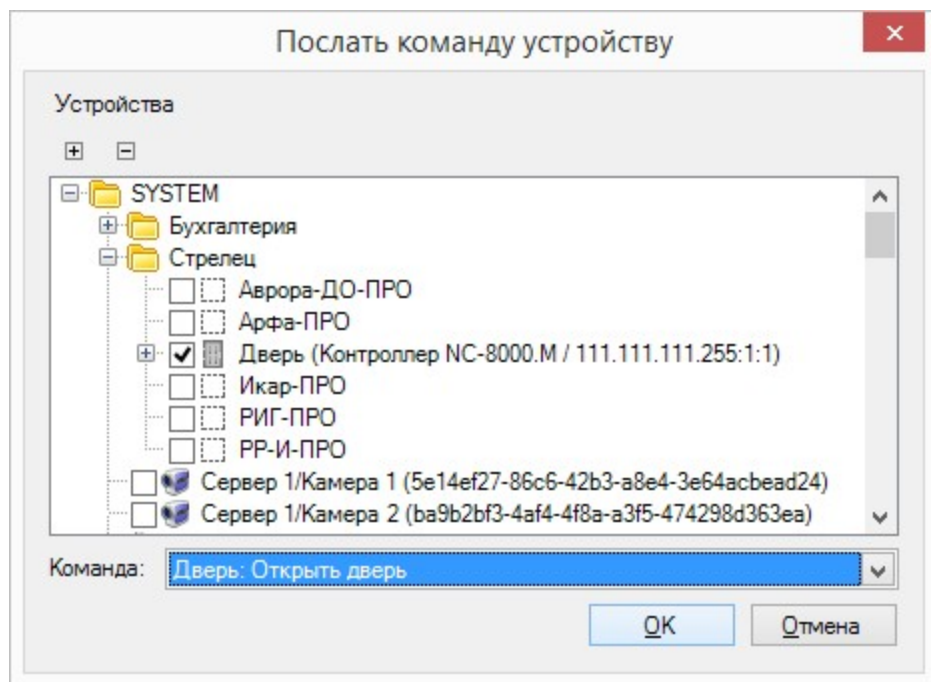 Послать команду устройству
Устройства
SYSTEM
Бухгалтерия
Стрелец
Аврора-ДО-ПРО
Арфа-ПРО
Дверь (Контроллер NC-8000.M / 111.111.111.255:1:1)
Икар-ПРО
РИГ-ПРО
РР-И-ПРО
Сервер 1/Камера 1 (5e14ef27-86c6-42b3-a8e4-3e64acbead24)
Сервер 1/Камера 2 (ba9b2bf3-4af4-4f8a-a3f5-474298d363ea)
Команда: Дверь: Открыть дверь
OK Отмена